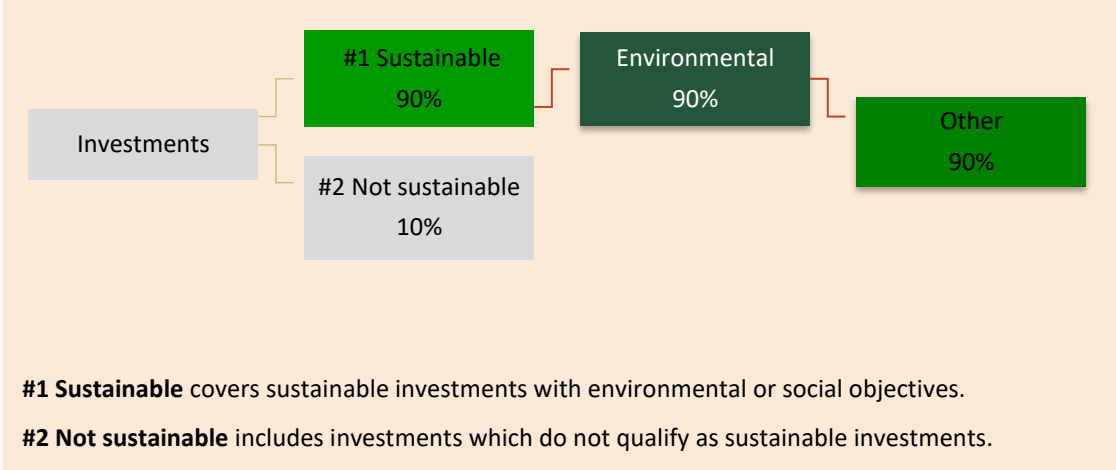 #1 Sustainable
90%
Environmental
90%
Other
90%
Investments
#2 Not sustainable
10%
#1 Sustainable covers sustainable investments with environmental or social objectives.
#2 Not sustainable includes investments which do not qualify as sustainable investments.